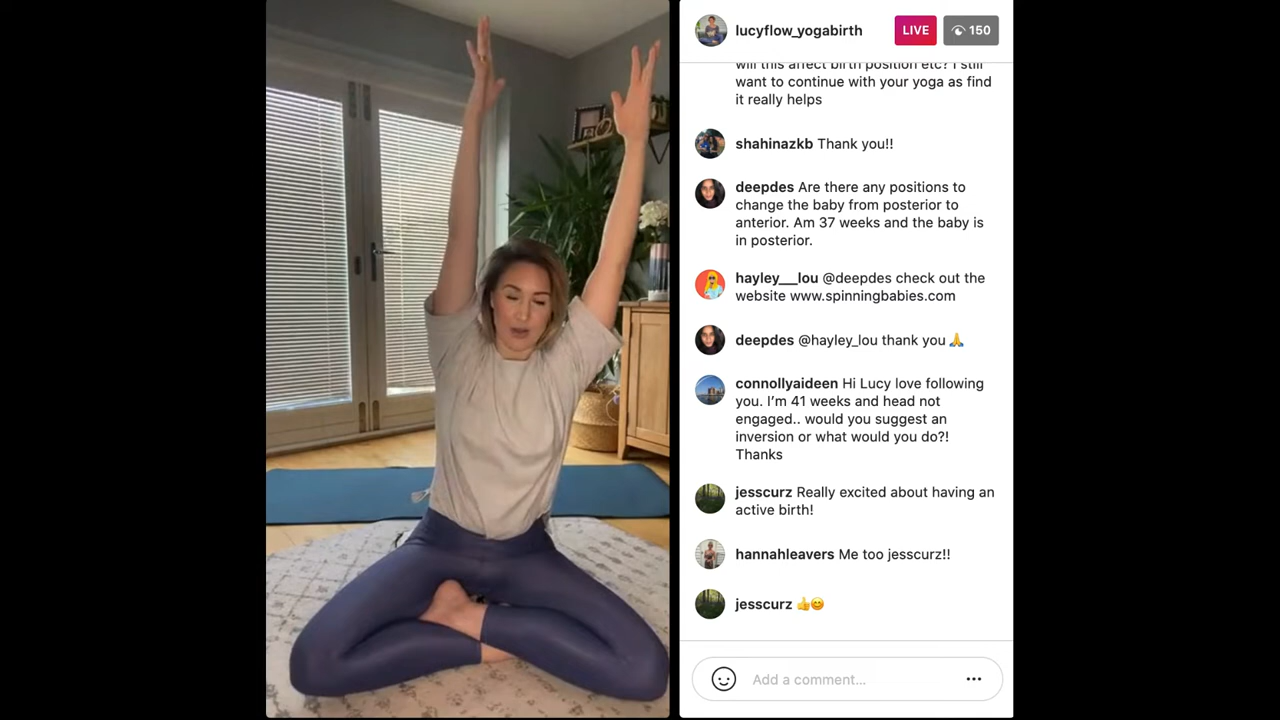 lucyflow_yogabirth
LIVE
150
will this affect birth position etc? I still
want to continue with your yoga as find
it really helps
shahinazkb Thank you!!
deepdes Are there any positions to
change the baby from posterior to
anterior. Am 37 weeks and the baby is
in posterior.
hayley__lou @deepdes check out the
website www.spinningbabies.com
deepdes @hayley_lou thank you 🙏
connollyaideen Hi Lucy love following
you. I'm 41 weeks and head not
engaged.. would you suggest an
inversion or what would you do?!
Thanks
jesscurz Really excited about having an
active birth!
hannahleavers Me too jesscurz!!
jesscurz 👍😊
Add a comment...